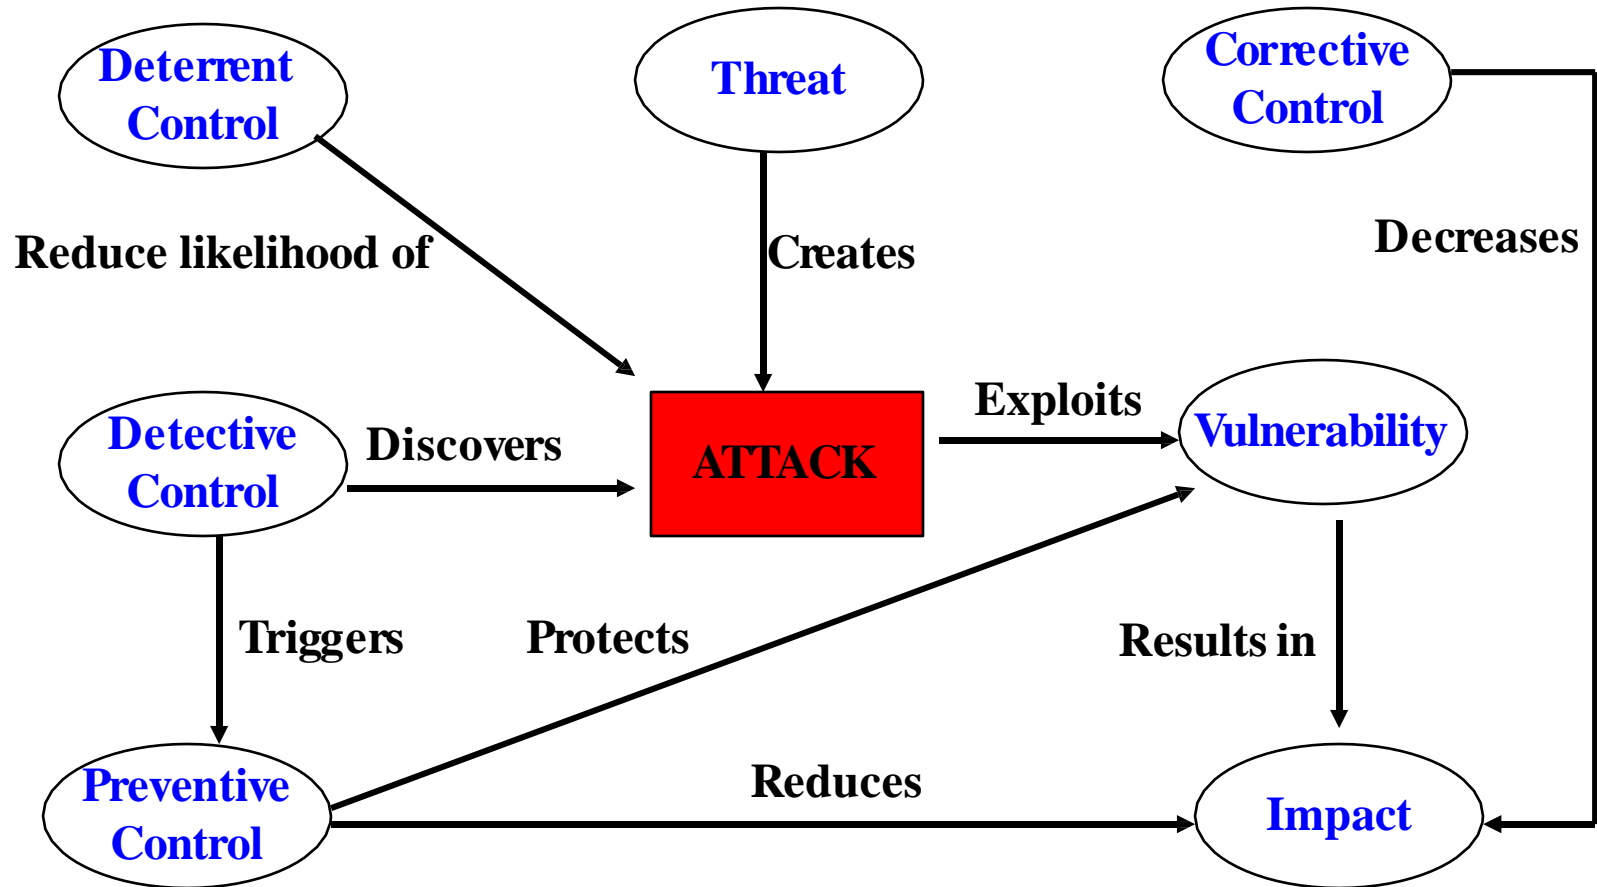 Deterrent
Control
Threat
Corrective
Control
Reduce likelihood of
Creates
Decreases
Detective
Control
Discovers
ATTACK
Exploits
Vulnerability
Triggers
Protects
Results in
Preventive
Control
Reduces
Impact